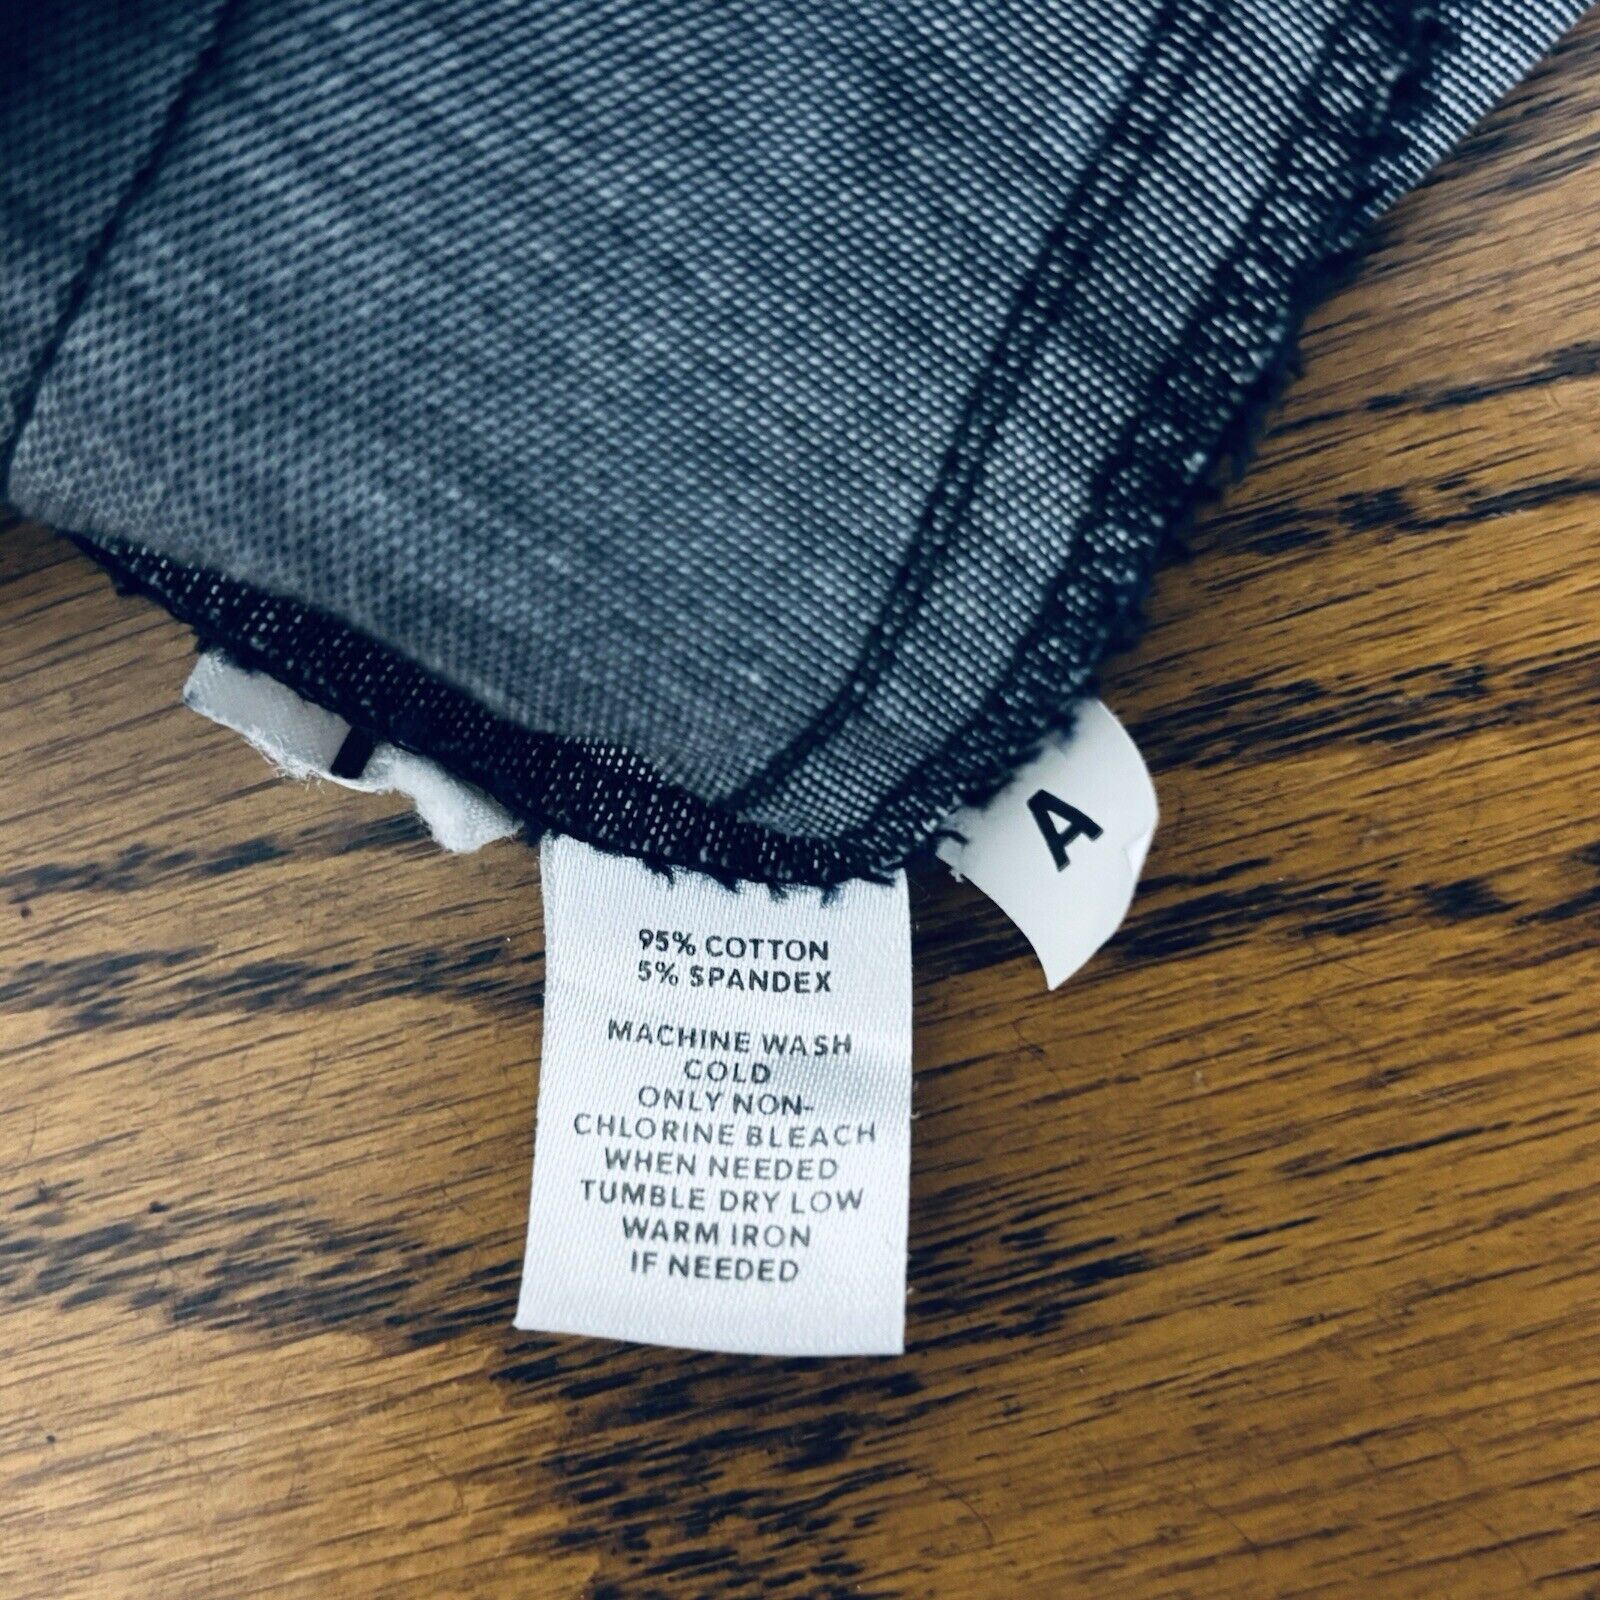 A
95% COTTON
5% SPANDEX
MACHINE WASH
COLD
ONLY NON-
CHLORINE BLEACH
WHEN NEEDED
TUMBLE DRY LOW
WARM IRON
IF NEEDED